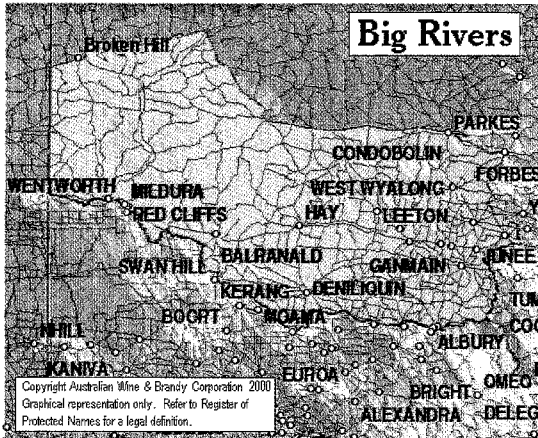 Big Rivers
Broken Hill
PARKES
CONDOBOLIN
FORBES
WENTWORTH
MILDURA
WEST WYALONG
RED CLIFFS
HAY
LEETON
Y
BALRANALD
GANMAIN
JUNEE
SWAN HILL
KERANG
DENILIQUIN
TUM
BOORT
MOAMA
COO
NHILL
ALBURY
KANIVA
EUROA
OMEO
BRIGHT
ALEXANDRA
DELEG
Copyright Australian Wine & Brandy Corporation 2000
Graphical representation only. Refer to Register of
Protected Names for a legal definition.